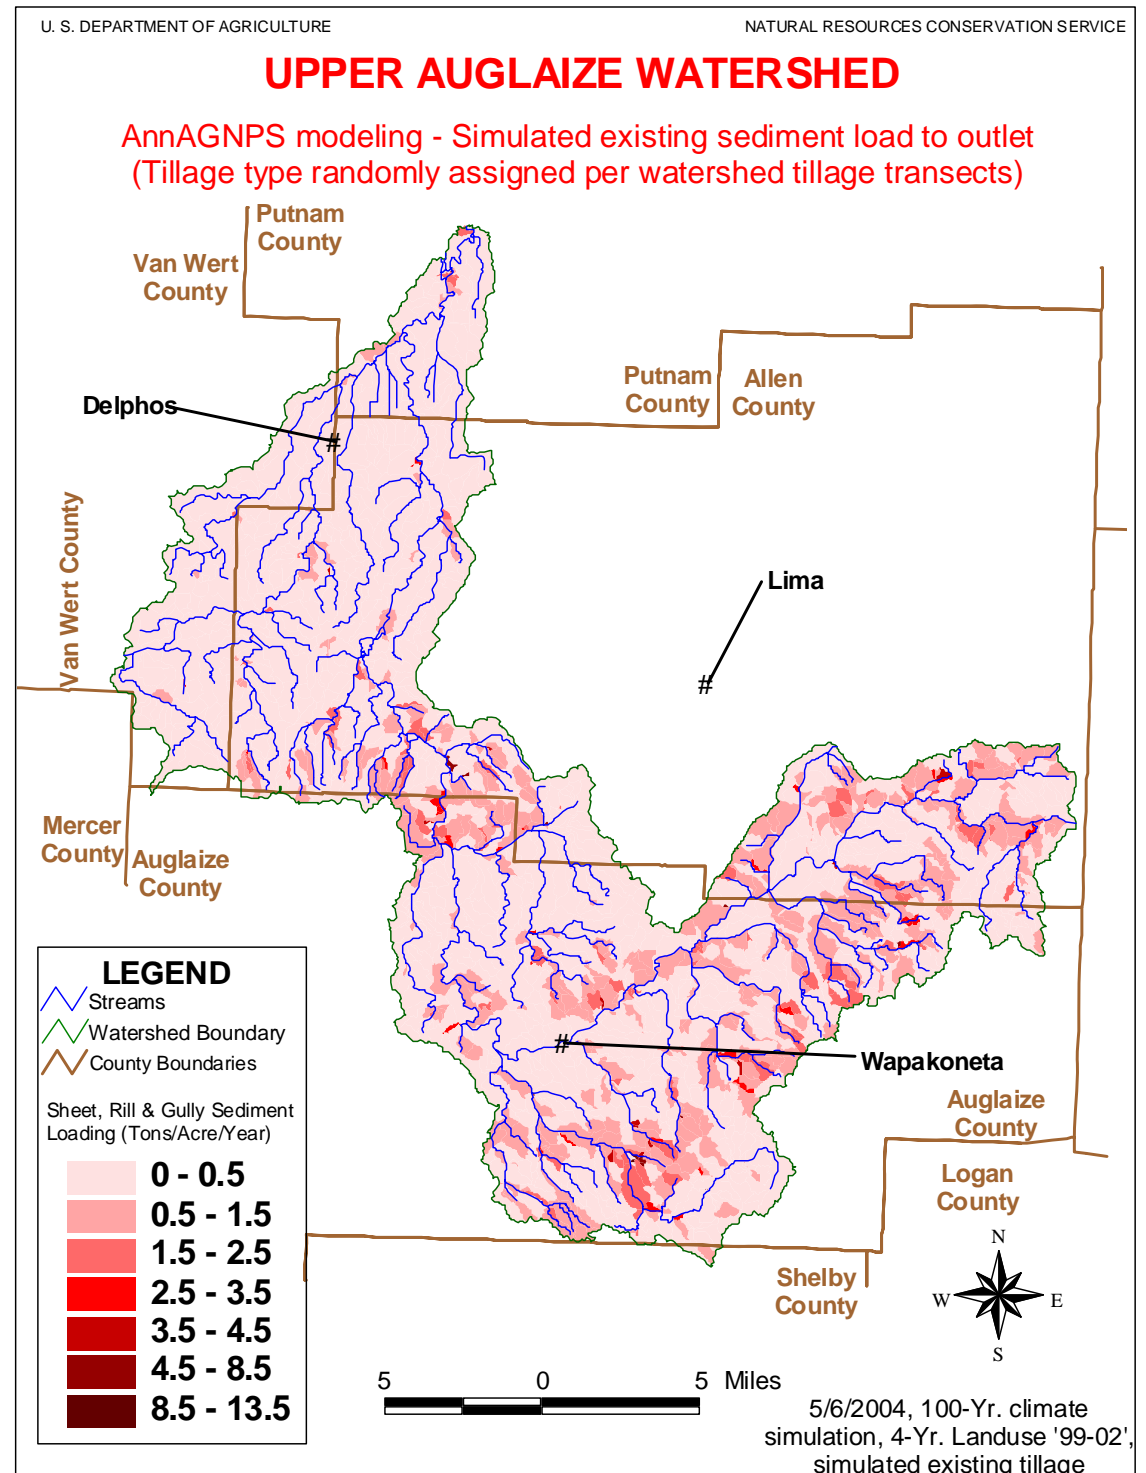 U. S. DEPARTMENT OF AGRICULTURE
NATURAL RESOURCES CONSERVATION SERVICE
UPPER AUGLAIZE WATERSHED
AnnAGNPS modeling - Simulated existing sediment load to outlet
(Tillage type randomly assigned per watershed tillage transects)
Putnam
County
Van Wert
County
Putnam
County
Allen
County
Delphos
#
Van Wert County
Lima
#
Mercer
County
Auglaize
County
#
Wapakoneta
Auglaize
County
Logan
County
Shelby
County
LEGEND
Streams
Watershed Boundary
County Boundaries
Sheet, Rill & Gully Sediment
Loading (Tons/Acre/Year)
0 - 0.5
0.5 - 1.5
1.5 - 2.5
2.5 - 3.5
3.5 - 4.5
4.5 - 8.5
8.5 - 13.5
N
W E
S
5 0 5 Miles
5/6/2004, 100-Yr. climate
simulation, 4-Yr. Landuse '99-02',
simulated existing tillage